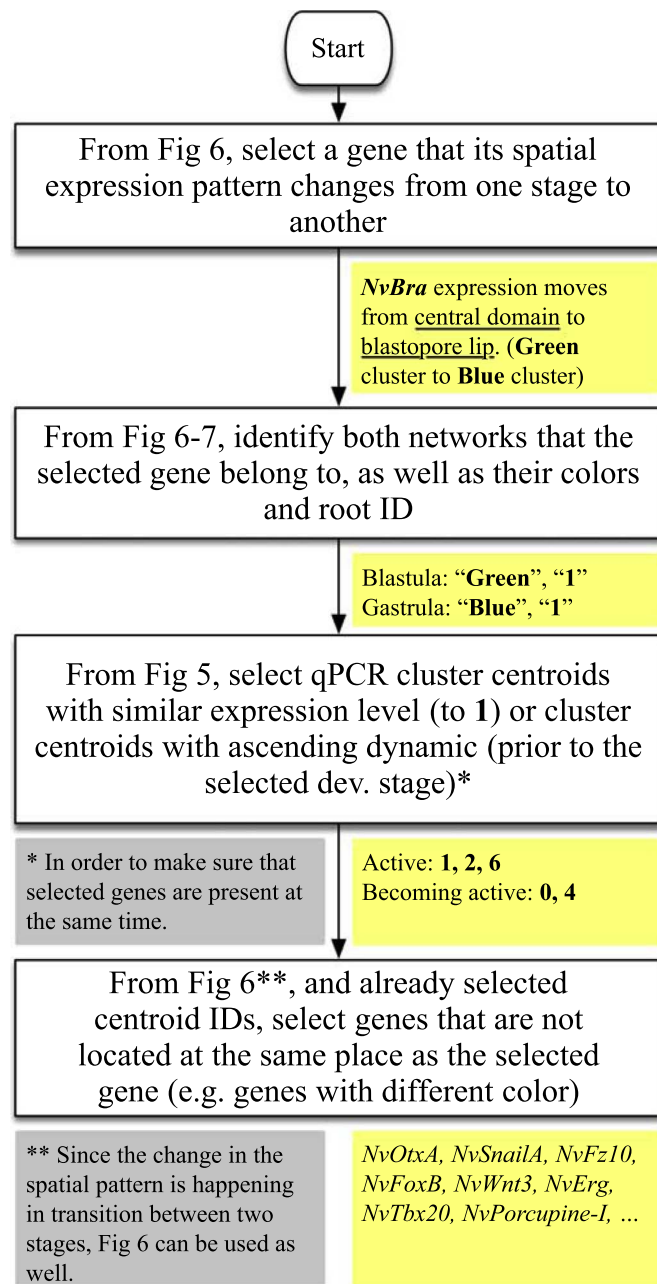 Start
From Fig 6, select a gene that its spatial
expression pattern changes from one stage to
another
NvBra expression moves
from central domain to
blastopore lip. (Green
cluster to Blue cluster)
From Fig 6-7, identify both networks that the
selected gene belong to, as well as their colors
and root ID
Blastula: “Green”, “1”
Gastrula: “Blue”, “1”
From Fig 5, select qPCR cluster centroids
with similar expression level (to 1) or cluster
centroids with ascending dynamic (prior to the
selected dev. stage)*
* In order to make sure that
selected genes are present at
the same time.
Active: 1, 2, 6
Becoming active: 0, 4
From Fig 6**, and already selected
centroid IDs, select genes that are not
located at the same place as the selected
gene (e.g. genes with different color)
** Since the change in the
spatial pattern is happening
in transition between two
stages, Fig 6 can be used as
well.
NvOtxA, NvSnailA, NvFz10,
NvFoxB, NvWnt3, NvErg,
NvTbx20, NvPorcupine-I, ...